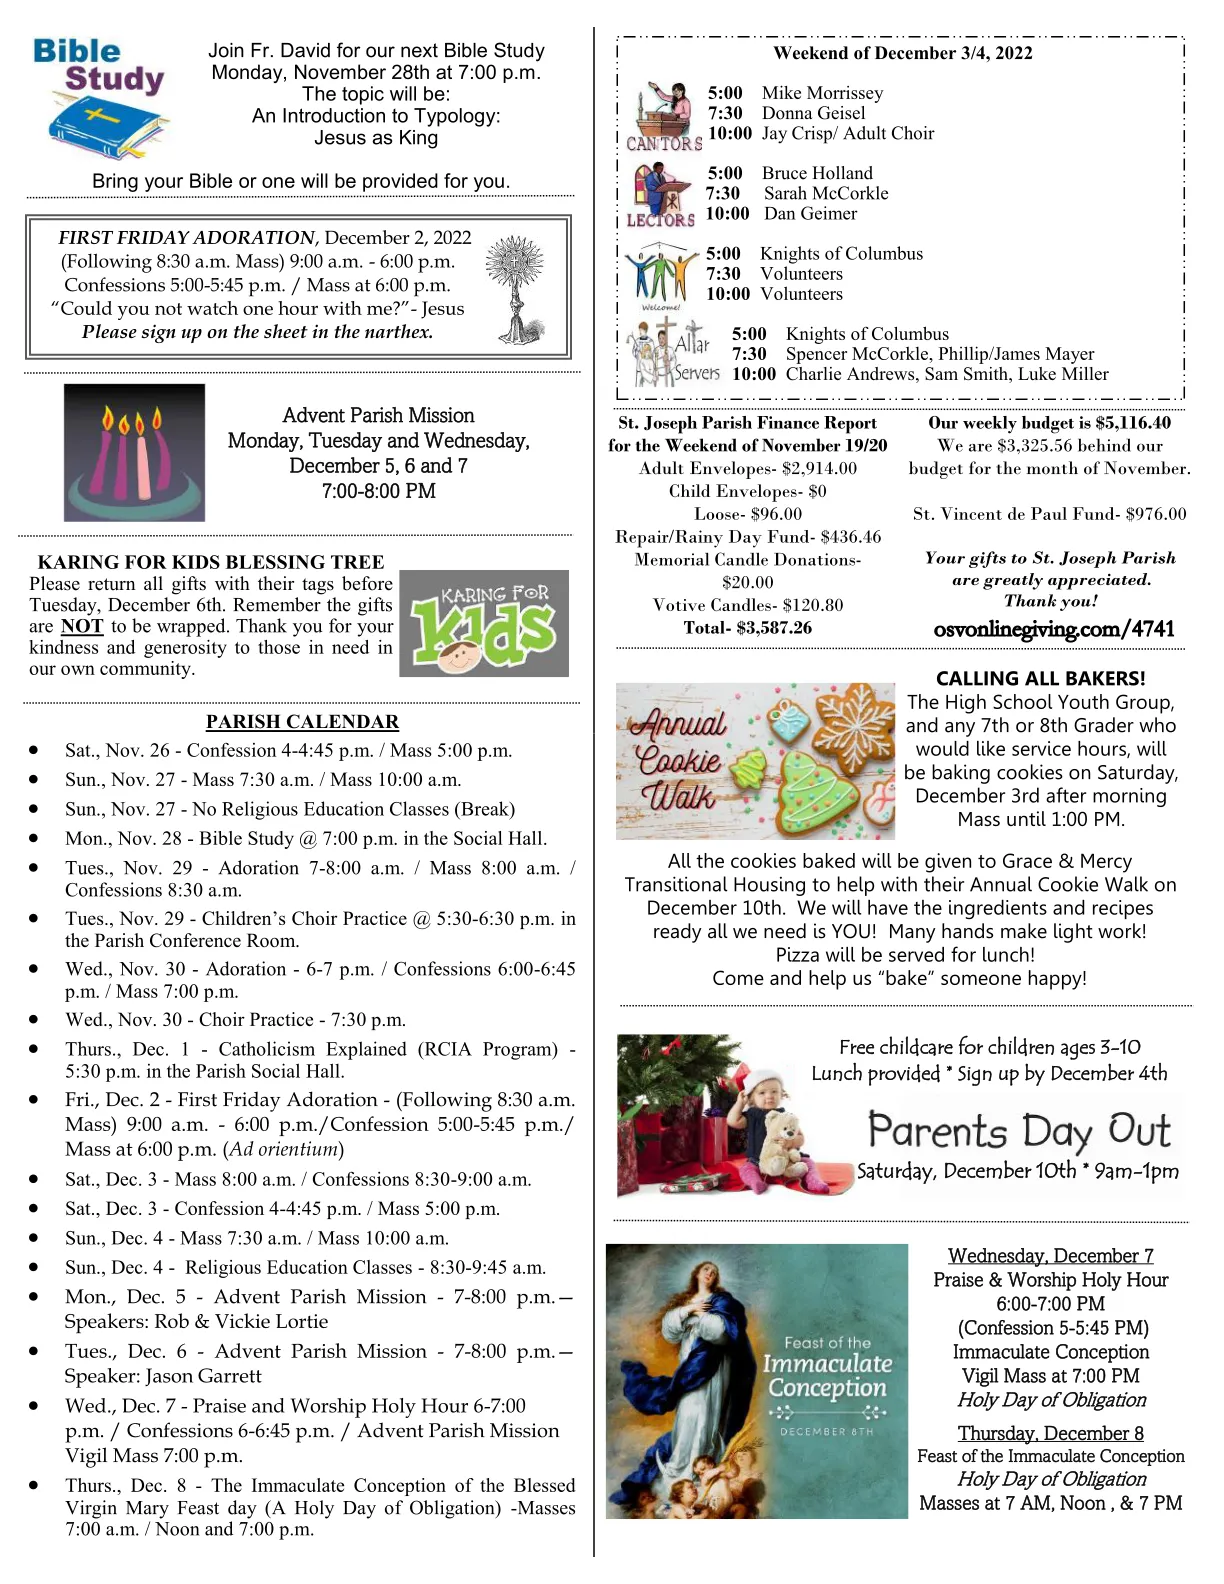 Bible
Study
Join Fr. David for our next Bible Study
Monday, November 28th at 7:00 p.m.
The topic will be:
An Introduction to Typology:
Jesus as King
Bring your Bible or one will be provided for you.
FIRST FRIDAY ADORATION, December 2, 2022
(Following 8:30 a.m. Mass) 9:00 a.m. - 6:00 p.m.
Confessions 5:00-5:45 p.m. / Mass at 6:00 p.m.
“Could you not watch one hour with me?”- Jesus
Please sign up on the sheet in the narthex.
Advent Parish Mission
Monday, Tuesday and Wednesday,
December 5, 6 and 7
7:00-8:00 PM
KARING FOR KIDS BLESSING TREE
Please return all gifts with their tags before
Tuesday, December 6th. Remember the gifts
are NOT to be wrapped. Thank you for your
kindness and generosity to those in need in
our own community.
KARING FOR
kids
PARISH CALENDAR
• Sat., Nov. 26 - Confession 4-4:45 p.m. / Mass 5:00 p.m.
• Sun., Nov. 27 - Mass 7:30 a.m. / Mass 10:00 a.m.
• Sun., Nov. 27 - No Religious Education Classes (Break)
• Mon., Nov. 28 - Bible Study @ 7:00 p.m. in the Social Hall.
• Tues., Nov. 29 - Adoration 7-8:00 a.m. / Mass 8:00 a.m. /
Confessions 8:30 a.m.
• Tues., Nov. 29 - Children’s Choir Practice @ 5:30-6:30 p.m. in
the Parish Conference Room.
• Wed., Nov. 30 - Adoration - 6-7 p.m. / Confessions 6:00-6:45
p.m. / Mass 7:00 p.m.
• Wed., Nov. 30 - Choir Practice - 7:30 p.m.
• Thurs., Dec. 1 - Catholicism Explained (RCIA Program) -
5:30 p.m. in the Parish Social Hall.
• Fri., Dec. 2 - First Friday Adoration - (Following 8:30 a.m.
Mass) 9:00 a.m. - 6:00 p.m./Confession 5:00-5:45 p.m./
Mass at 6:00 p.m. (Ad orientium)
• Sat., Dec. 3 - Mass 8:00 a.m. / Confessions 8:30-9:00 a.m.
• Sat., Dec. 3 - Confession 4-4:45 p.m. / Mass 5:00 p.m.
• Sun., Dec. 4 - Mass 7:30 a.m. / Mass 10:00 a.m.
• Sun., Dec. 4 - Religious Education Classes - 8:30-9:45 a.m.
• Mon., Dec. 5 - Advent Parish Mission - 7-8:00 p.m.—
Speakers: Rob & Vickie Lortie
• Tues., Dec. 6 - Advent Parish Mission - 7-8:00 p.m.—
Speaker: Jason Garrett
• Wed., Dec. 7 - Praise and Worship Holy Hour 6-7:00
p.m. / Confessions 6-6:45 p.m. / Advent Parish Mission
Vigil Mass 7:00 p.m.
• Thurs., Dec. 8 - The Immaculate Conception of the Blessed
Virgin Mary Feast day (A Holy Day of Obligation) -Masses
7:00 a.m. / Noon and 7:00 p.m.
Weekend of December 3/4, 2022
CANTORS
5:00 Mike Morrissey
7:30 Donna Geisel
10:00 Jay Crisp/ Adult Choir
LECTORS
5:00 Bruce Holland
7:30 Sarah McCorkle
10:00 Dan Geimer
Welcome!
5:00 Knights of Columbus
7:30 Volunteers
10:00 Volunteers
Altar
Servers
5:00 Knights of Columbus
7:30 Spencer McCorkle, Phillip/James Mayer
10:00 Charlie Andrews, Sam Smith, Luke Miller
St. Joseph Parish Finance Report
for the Weekend of November 19/20
Adult Envelopes- $2,914.00
Child Envelopes- $0
Loose- $96.00
Repair/Rainy Day Fund- $436.46
Memorial Candle Donations-
$20.00
Votive Candles- $120.80
Total- $3,587.26
Our weekly budget is $5,116.40
We are $3,325.56 behind our
budget for the month of November.
St. Vincent de Paul Fund- $976.00
Your gifts to St. Joseph Parish
are greatly appreciated.
Thank you!
osvonlinegiving.com/4741
Annual
Cookie
Walk
CALLING ALL BAKERS!
The High School Youth Group,
and any 7th or 8th Grader who
would like service hours, will
be baking cookies on Saturday,
December 3rd after morning
Mass until 1:00 PM.
All the cookies baked will be given to Grace & Mercy
Transitional Housing to help with their Annual Cookie Walk on
December 10th. We will have the ingredients and recipes
ready all we need is YOU! Many hands make light work!
Pizza will be served for lunch!
Come and help us “bake” someone happy!
Free childcare for children ages 3-10
Lunch provided * Sign up by December 4th
Parents Day Out
Saturday, December 10th * 9am-1pm
Feast of the
Immaculate
Conception
DECEMBER 8TH
Wednesday, December 7
Praise & Worship Holy Hour
6:00-7:00 PM
(Confession 5-5:45 PM)
Immaculate Conception
Vigil Mass at 7:00 PM
Holy Day of Obligation
Thursday, December 8
Feast of the Immaculate Conception
Holy Day of Obligation
Masses at 7 AM, Noon , & 7 PM